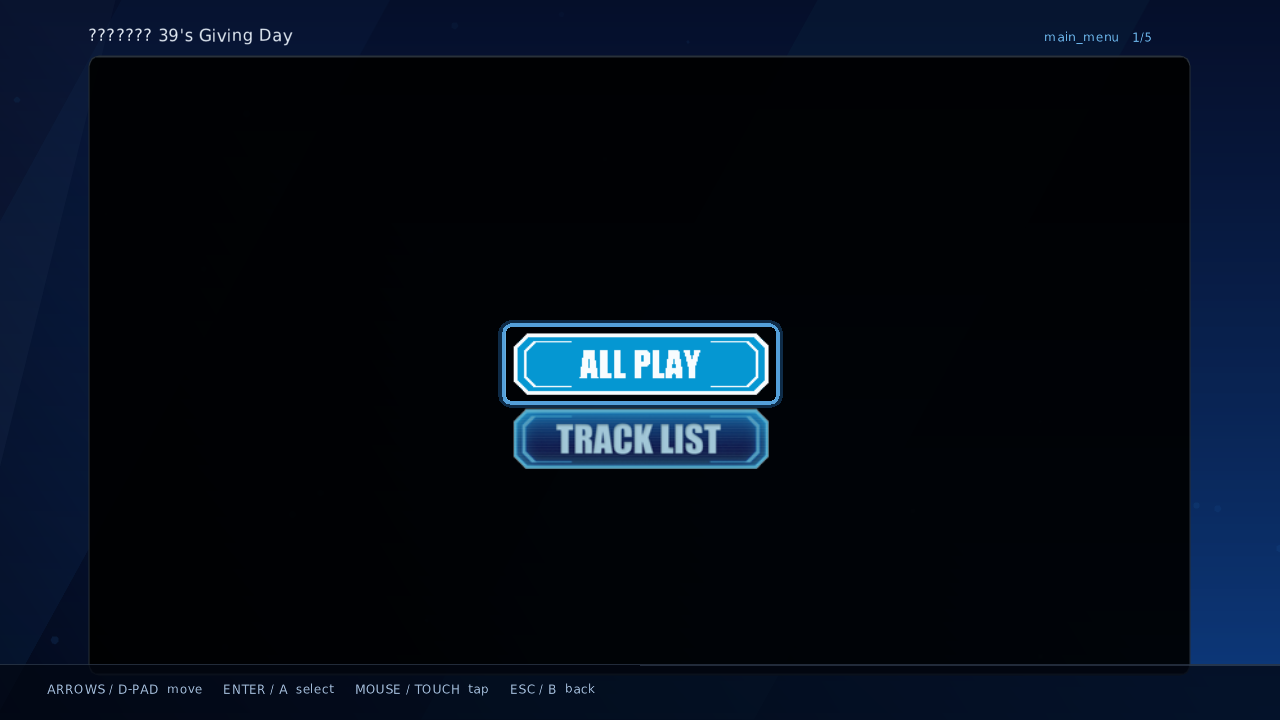 ??????? 39's Giving Day
main_menu 1/5
ALL PLAY
TRACK LIST
ARROWS / D-PAD move ENTER / A select MOUSE / TOUCH tap ESC / B back